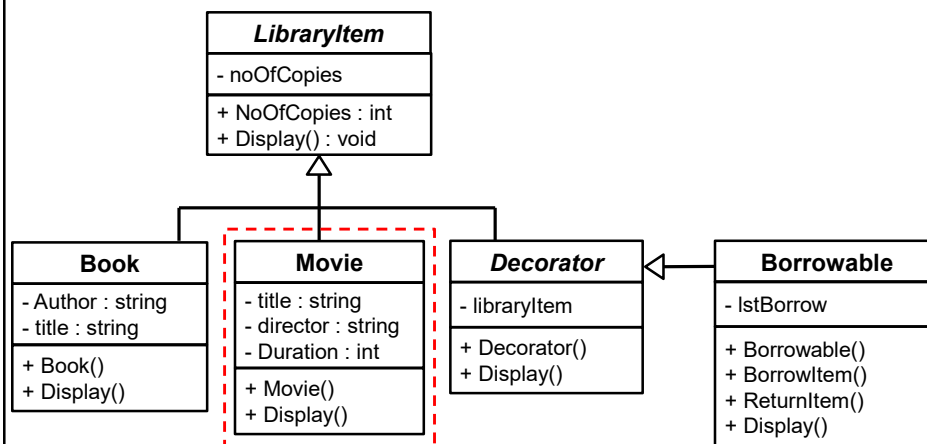 LibraryItem
- noOfCopies
+ NoOfCopies : int
+ Display() : void
Book
- Author : string
- title : string
+ Book()
+ Display()
Movie
- title : string
- director : string
- Duration : int
+ Movie()
+ Display()
Decorator
- libraryItem
+ Decorator()
+ Display()
Borrowable
- lstBorrow
+ Borrowable()
+ BorrowItem()
+ ReturnItem()
+ Display()